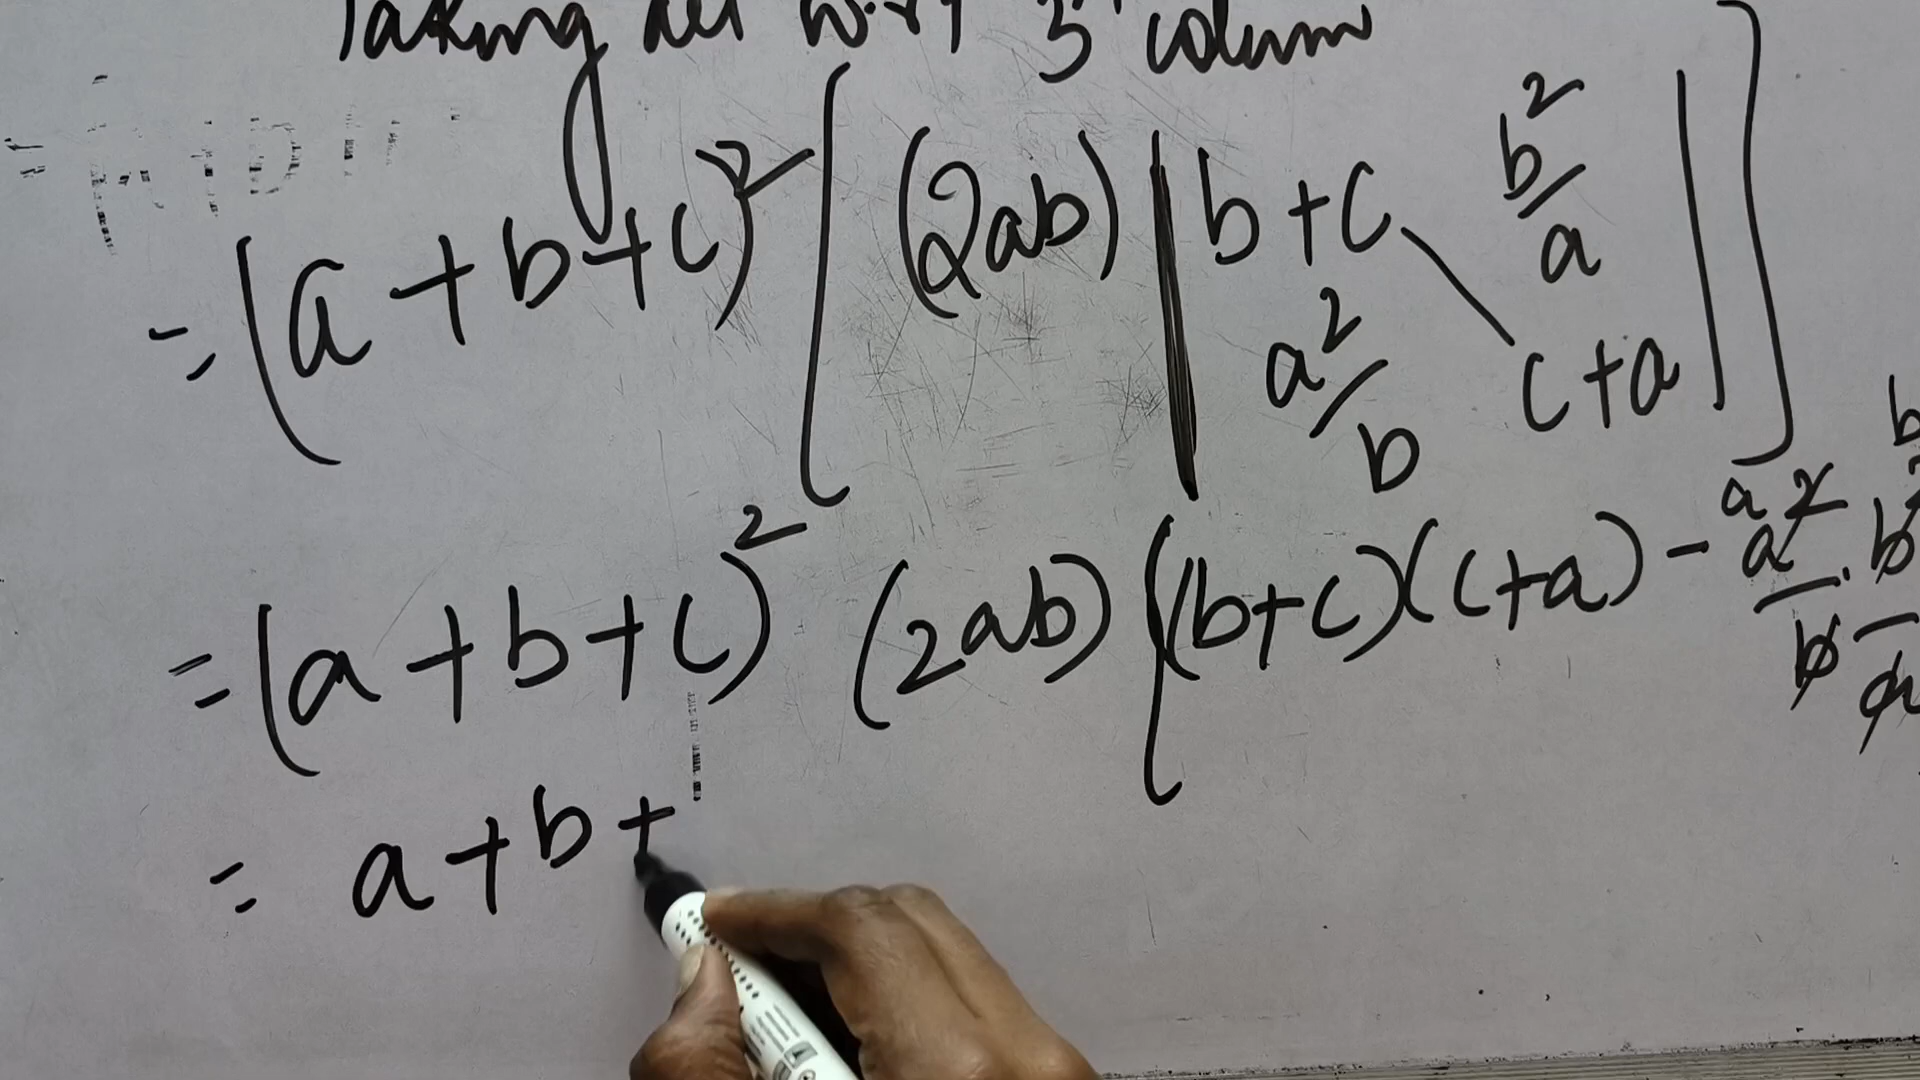 Taking det w.r.t 3rd column
= (a+b+c)² [ (2ab) | b+c b²/a |
a²/b c+a | ]
= (a+b+c)² (2ab) [ (b+c)(c+a) - a²/b . b²/a
= a+b+